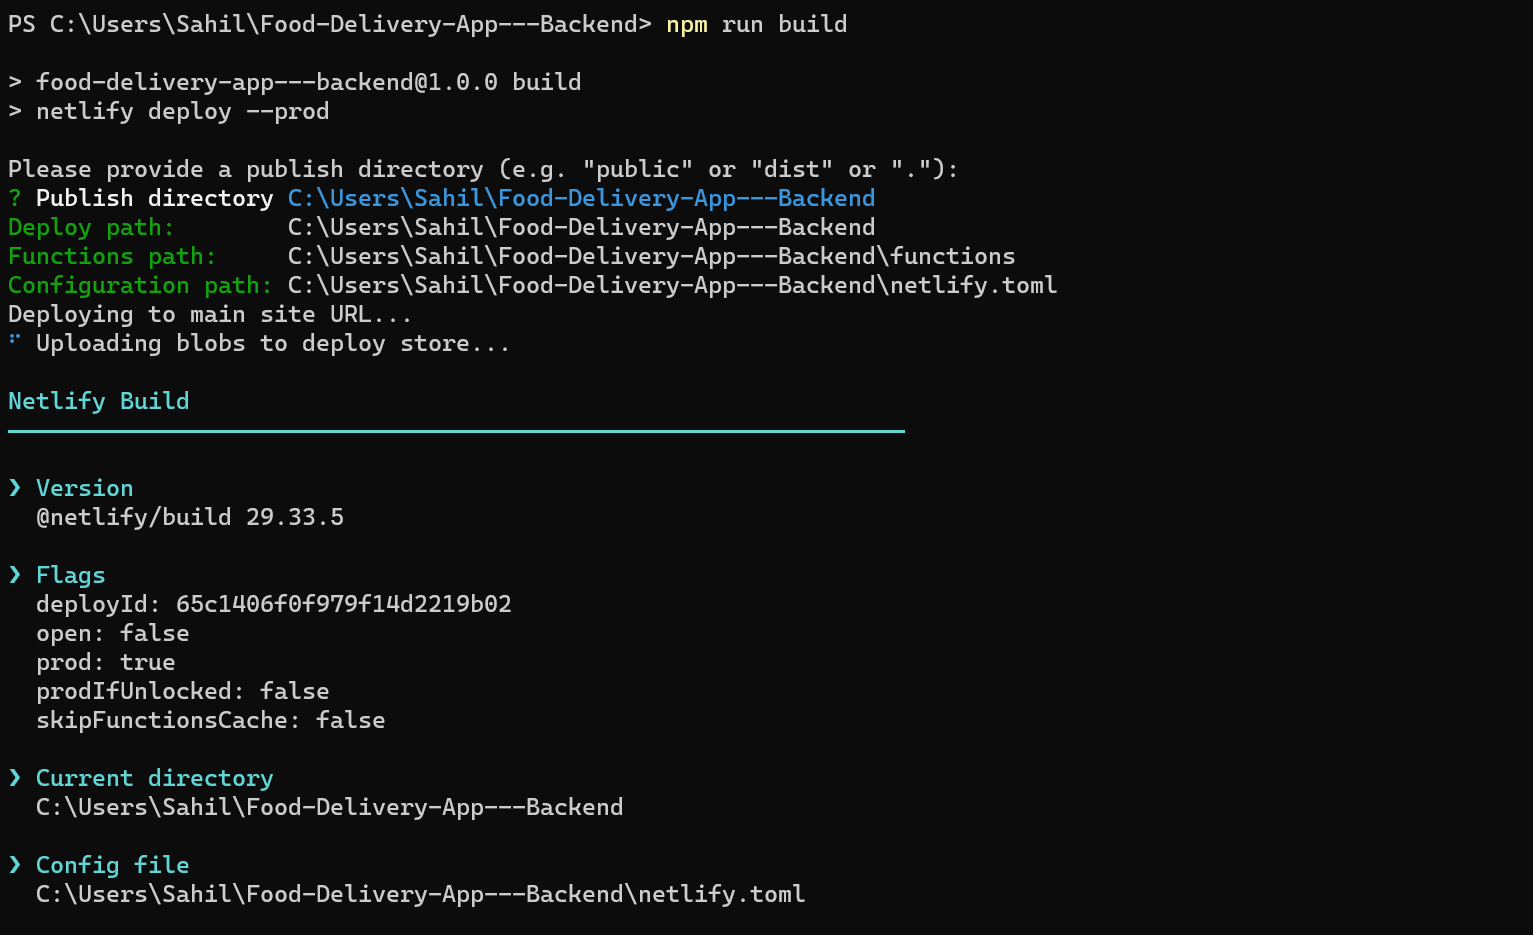 PS C:\Users\Sahil\Food-Delivery-App---Backend> npm run build
> food-delivery-app---backend@1.0.0 build
> netlify deploy --prod
Please provide a publish directory (e.g. "public" or "dist" or "."):
? Publish directory C:\Users\Sahil\Food-Delivery-App---Backend
Deploy path:        C:\Users\Sahil\Food-Delivery-App---Backend
Functions path:     C:\Users\Sahil\Food-Delivery-App---Backend\functions
Configuration path: C:\Users\Sahil\Food-Delivery-App---Backend\netlify.toml
Deploying to main site URL...
⠋ Uploading blobs to deploy store...
Netlify Build
❯ Version
@netlify/build 29.33.5
❯ Flags
deployId: 65c1406f0f979f14d2219b02
open: false
prod: true
prodIfUnlocked: false
skipFunctionsCache: false
❯ Current directory
C:\Users\Sahil\Food-Delivery-App---Backend
❯ Config file
C:\Users\Sahil\Food-Delivery-App---Backend\netlify.toml